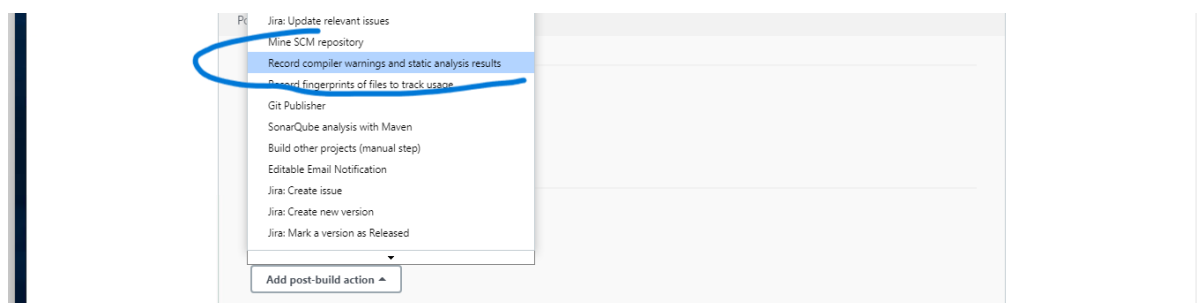 Jira: Update relevant issues
Mine SCM repository
Record compiler warnings and static analysis results
Record fingerprints of files to track usage
Git Publisher
SonarQube analysis with Maven
Build other projects (manual step)
Editable Email Notification
Jira: Create issue
Jira: Create new version
Jira: Mark a version as Released
Add post-build action